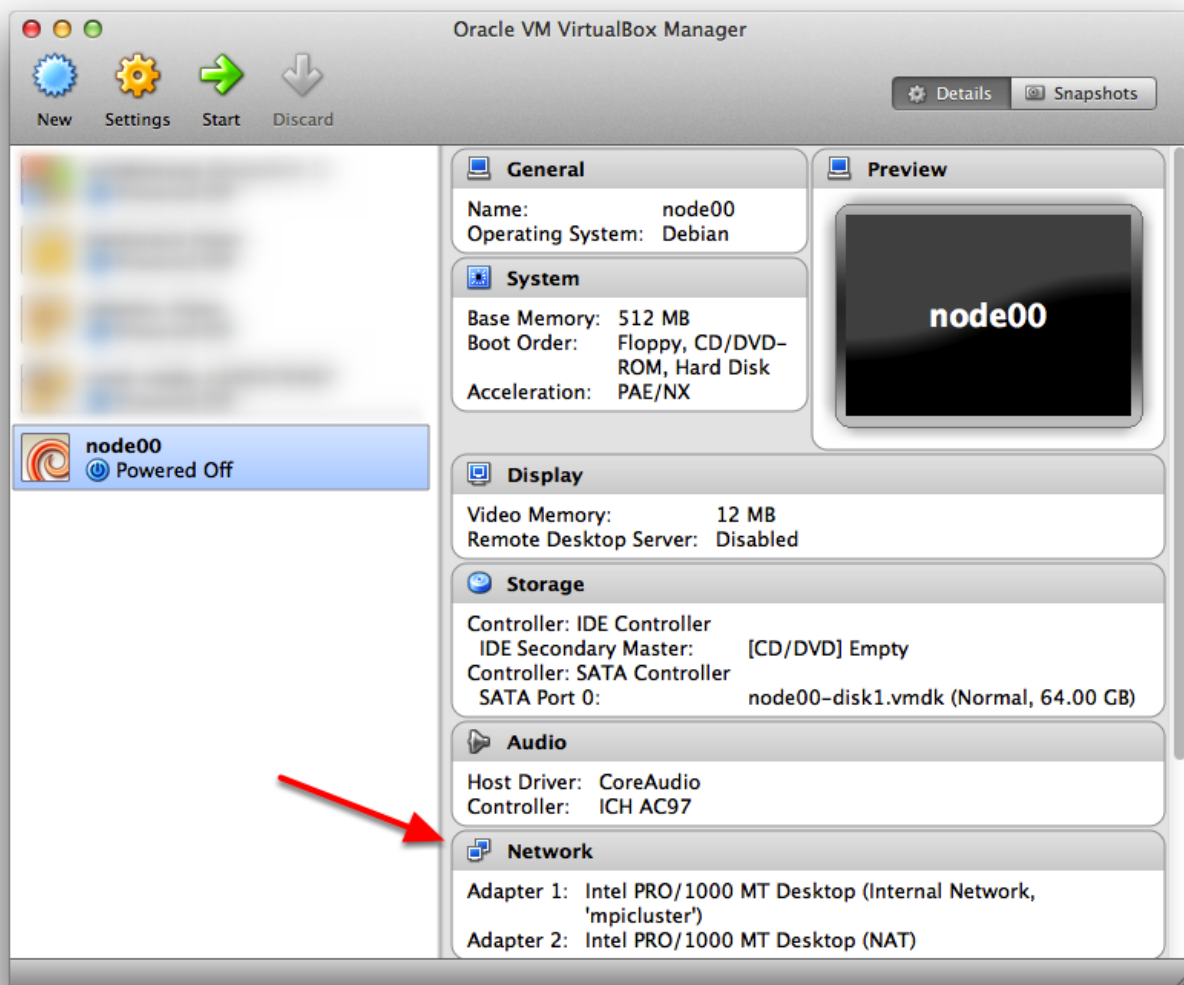 Oracle VM VirtualBox Manager
New
Settings
Start
Discard
Details
Snapshots
node00
Powered Off
General
Name: node00
Operating System: Debian
Preview
node00
System
Base Memory: 512 MB
Boot Order: Floppy, CD/DVD-
ROM, Hard Disk
Acceleration: PAE/NX
Display
Video Memory: 12 MB
Remote Desktop Server: Disabled
Storage
Controller: IDE Controller
IDE Secondary Master: [CD/DVD] Empty
Controller: SATA Controller
SATA Port 0: node00-disk1.vmdk (Normal, 64.00 GB)
Audio
Host Driver: CoreAudio
Controller: ICH AC97
Network
Adapter 1: Intel PRO/1000 MT Desktop (Internal Network,
'mpicluster')
Adapter 2: Intel PRO/1000 MT Desktop (NAT)